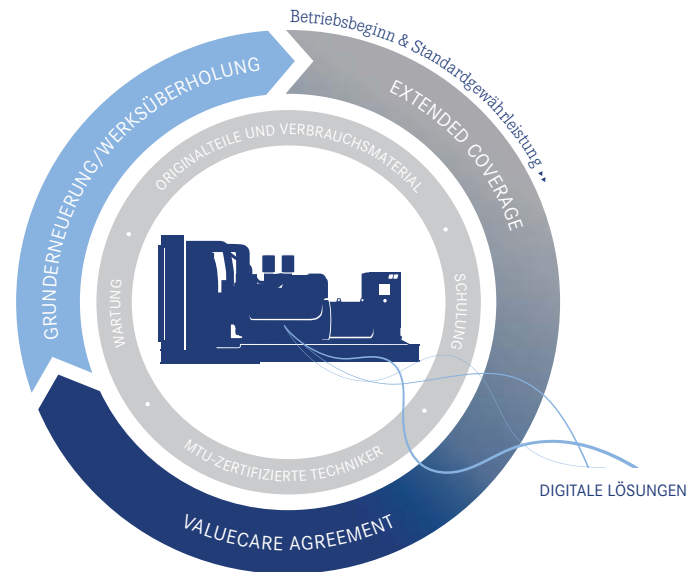 Betriebsbeginn & Standardgewährleistung ▸▸
EXTENDED COVERAGE
GRUNDERNEUERUNG/WERKSÜBERHOLUNG
ORIGINALTEILE UND VERBRAUCHSMATERIAL
WARTUNG
SCHULUNG
MTU-ZERTIFIZIERTE TECHNIKER
VALUECARE AGREEMENT
DIGITALE LÖSUNGEN